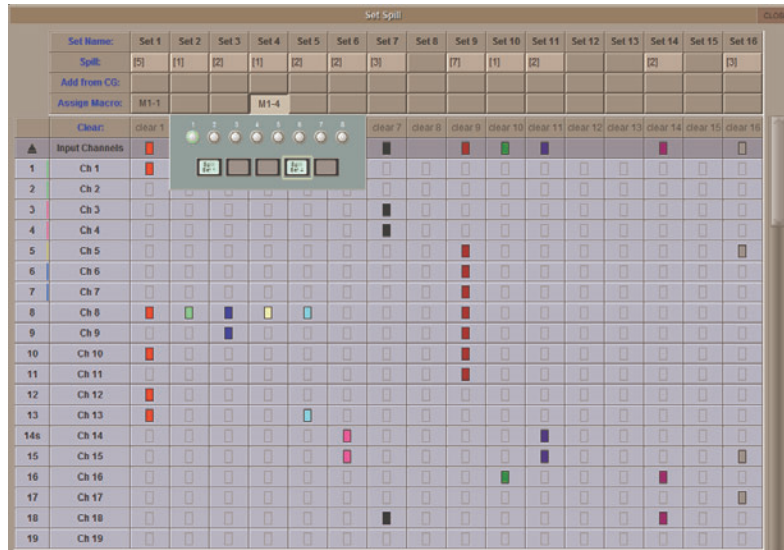 Set Spill
CLOSE
Set Name: Set 1 Set 2 Set 3 Set 4 Set 5 Set 6 Set 7 Set 8 Set 9 Set 10 Set 11 Set 12 Set 13 Set 14 Set 15 Set 16
Spill: [5] [1] [2] [1] [2] [2] [3] [7] [1] [2] [2] [3]
Add from CG:
Assign Macro: M1-1 M1-4
Clear: clear 1 clear 7 clear 8 clear 9 clear 10 clear 11 clear 12 clear 13 clear 14 clear 15 clear 16
1 2 3 4 5 6 7 8
Input Channels
1 Ch 1
2 Ch 2
3 Ch 3
4 Ch 4
5 Ch 5
6 Ch 6
7 Ch 7
8 Ch 8
9 Ch 9
10 Ch 10
11 Ch 11
12 Ch 12
13 Ch 13
14s Ch 14
15 Ch 15
16 Ch 16
17 Ch 17
18 Ch 18
19 Ch 19